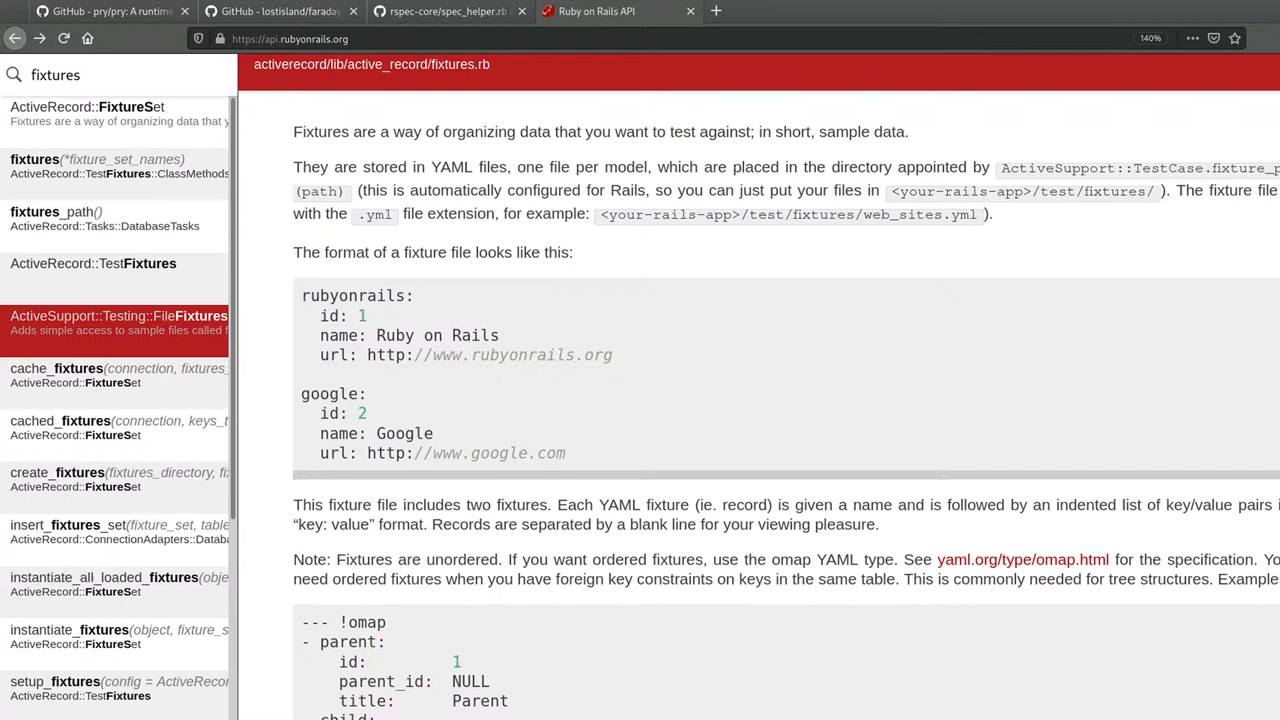 GitHub - pry/pry: A runtime
GitHub - lostisland/faraday
rspec-core/spec_helper.rb
Ruby on Rails API
https://api.rubyonrails.org
140%
fixtures
activerecord/lib/active_record/fixtures.rb
ActiveRecord::FixtureSet
Fixtures are a way of organizing data that y
fixtures(*fixture_set_names)
ActiveRecord::TestFixtures::ClassMethods
fixtures_path()
ActiveRecord::Tasks::DatabaseTasks
ActiveRecord::TestFixtures
ActiveSupport::Testing::FileFixtures
Adds simple access to sample files called f
cache_fixtures(connection, fixtures_
ActiveRecord::FixtureSet
cached_fixtures(connection, keys_t
ActiveRecord::FixtureSet
create_fixtures(fixtures_directory, fix
ActiveRecord::FixtureSet
insert_fixtures_set(fixture_set, table
ActiveRecord::ConnectionAdapters::Databa
instantiate_all_loaded_fixtures(obje
ActiveRecord::FixtureSet
instantiate_fixtures(object, fixture_s
ActiveRecord::FixtureSet
setup_fixtures(config = ActiveRecor
ActiveRecord::TestFixtures
Fixtures are a way of organizing data that you want to test against; in short, sample data.
They are stored in YAML files, one file per model, which are placed in the directory appointed by ActiveSupport::TestCase.fixture_p
(path) (this is automatically configured for Rails, so you can just put your files in <your-rails-app>/test/fixtures/ ). The fixture file
with the .yml file extension, for example: <your-rails-app>/test/fixtures/web_sites.yml ).
The format of a fixture file looks like this:
rubyonrails:
id: 1
name: Ruby on Rails
url: http://www.rubyonrails.org
google:
id: 2
name: Google
url: http://www.google.com
This fixture file includes two fixtures. Each YAML fixture (ie. record) is given a name and is followed by an indented list of key/value pairs i
“key: value” format. Records are separated by a blank line for your viewing pleasure.
Note: Fixtures are unordered. If you want ordered fixtures, use the omap YAML type. See yaml.org/type/omap.html for the specification. Yo
need ordered fixtures when you have foreign key constraints on keys in the same table. This is commonly needed for tree structures. Example
--- !omap
- parent:
id: 1
parent_id: NULL
title: Parent
- child: